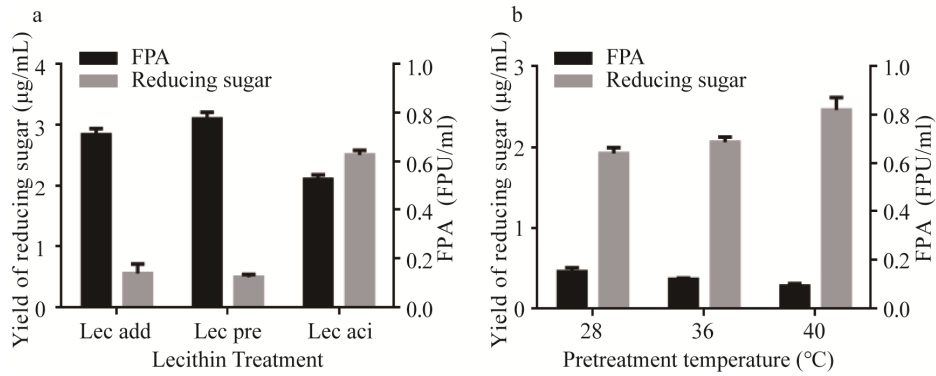 a
FPA
Reducing sugar
Yield of reducing sugar (μg/mL)
4
3
2
1
0
1.0
0.8
0.6
0.4
0.2
0.0
FPA (FPU/ml)
Lec add Lec pre Lec aci
Lecithin Treatment
b
FPA
Reducing sugar
Yield of reducing sugar (μg/mL)
3
2
1
0
1.0
0.8
0.6
0.4
0.2
0.0
FPA (FPU/ml)
28 36 40
Pretreatment temperature (℃)